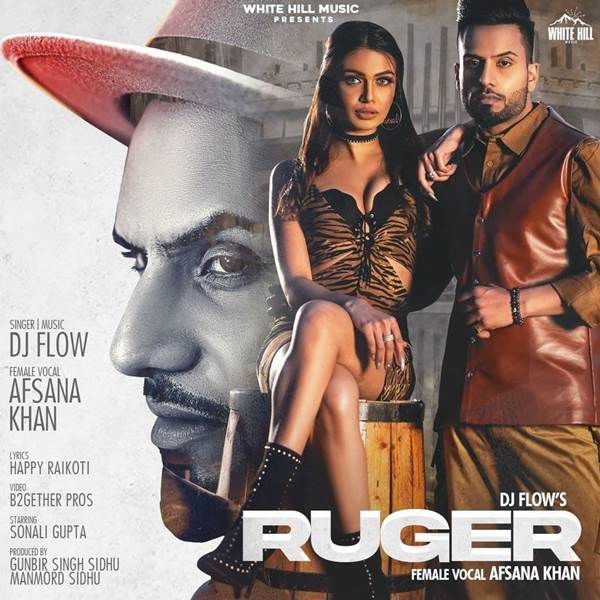 WHITE HILL MUSIC
PRESENTS
WHITE HILL
MUSIC
SINGER | MUSIC
DJ FLOW
FEMALE VOCAL
AFSANA
KHAN
LYRICS
HAPPY RAIKOTI
VIDEO
B2GETHER PROS
STARRING
SONALI GUPTA
PRODUCED BY
GUNBIR SINGH SIDHU
MANMORD SIDHU
DJ FLOW'S
RUGER
FEMALE VOCAL AFSANA KHAN